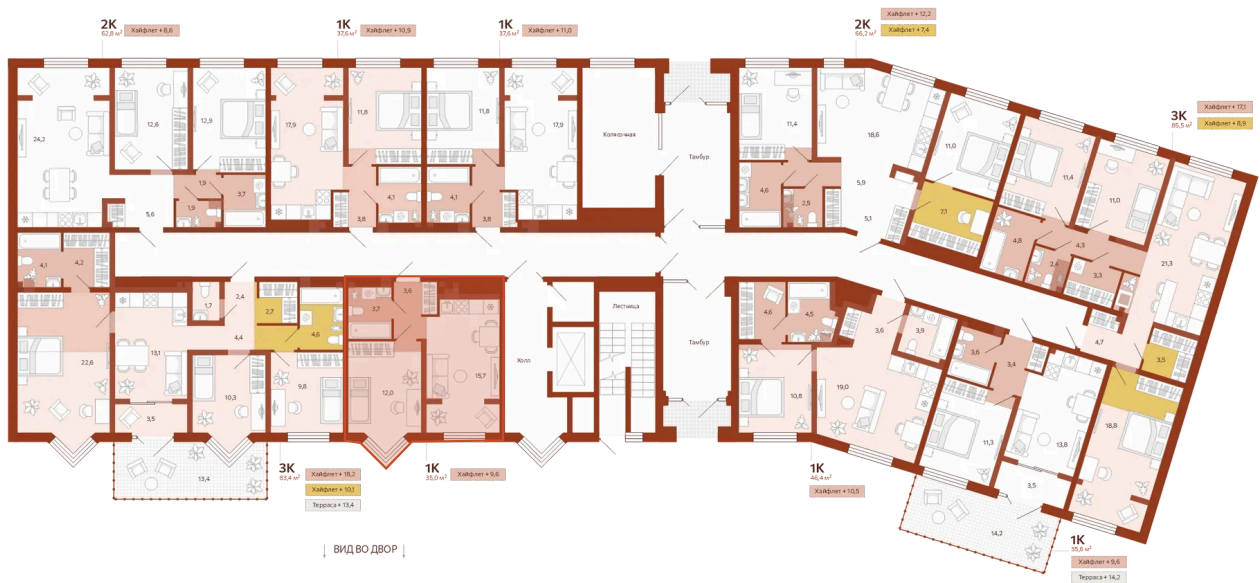 2К
62,8 м²
Хайфлет + 8,6
1К
37,6 м²
Хайфлет + 10,9
1К
37,6 м²
Хайфлет + 11,0
2К
66,2 м²
Хайфлет + 12,2
Хайфлет + 7,4
3К
85,5 м²
Хайфлет + 17,1
Хайфлет + 8,9
24,2
12,6
12,9
1,9
1,9
3,7
5,6
17,9
11,8
4,1
3,8
11,8
4,1
3,8
17,9
Колясочная
Тамбур
11,4
4,6
2,5
18,6
5,9
5,1
11,0
7,1
11,4
11,0
4,8
4,3
2,4
3,3
21,3
4,7
3,5
4,1
4,2
22,6
13,1
1,7
2,4
4,4
2,7
4,6
10,3
9,8
3,5
13,4
3,7
3,6
12,0
15,7
Холл
Лестница
Тамбур
4,6
4,5
10,8
19,0
3,6
3,9
3,6
3,4
11,3
13,8
3,5
18,8
14,2
3К
83,4 м²
Хайфлет + 18,2
Хайфлет + 10,1
Терраса + 13,4
1К
35,0 м²
Хайфлет + 9,6
1К
46,4 м²
Хайфлет + 10,5
1К
35,6 м²
Хайфлет + 9,6
Терраса + 14,2
↓ ВИД ВО ДВОР ↓